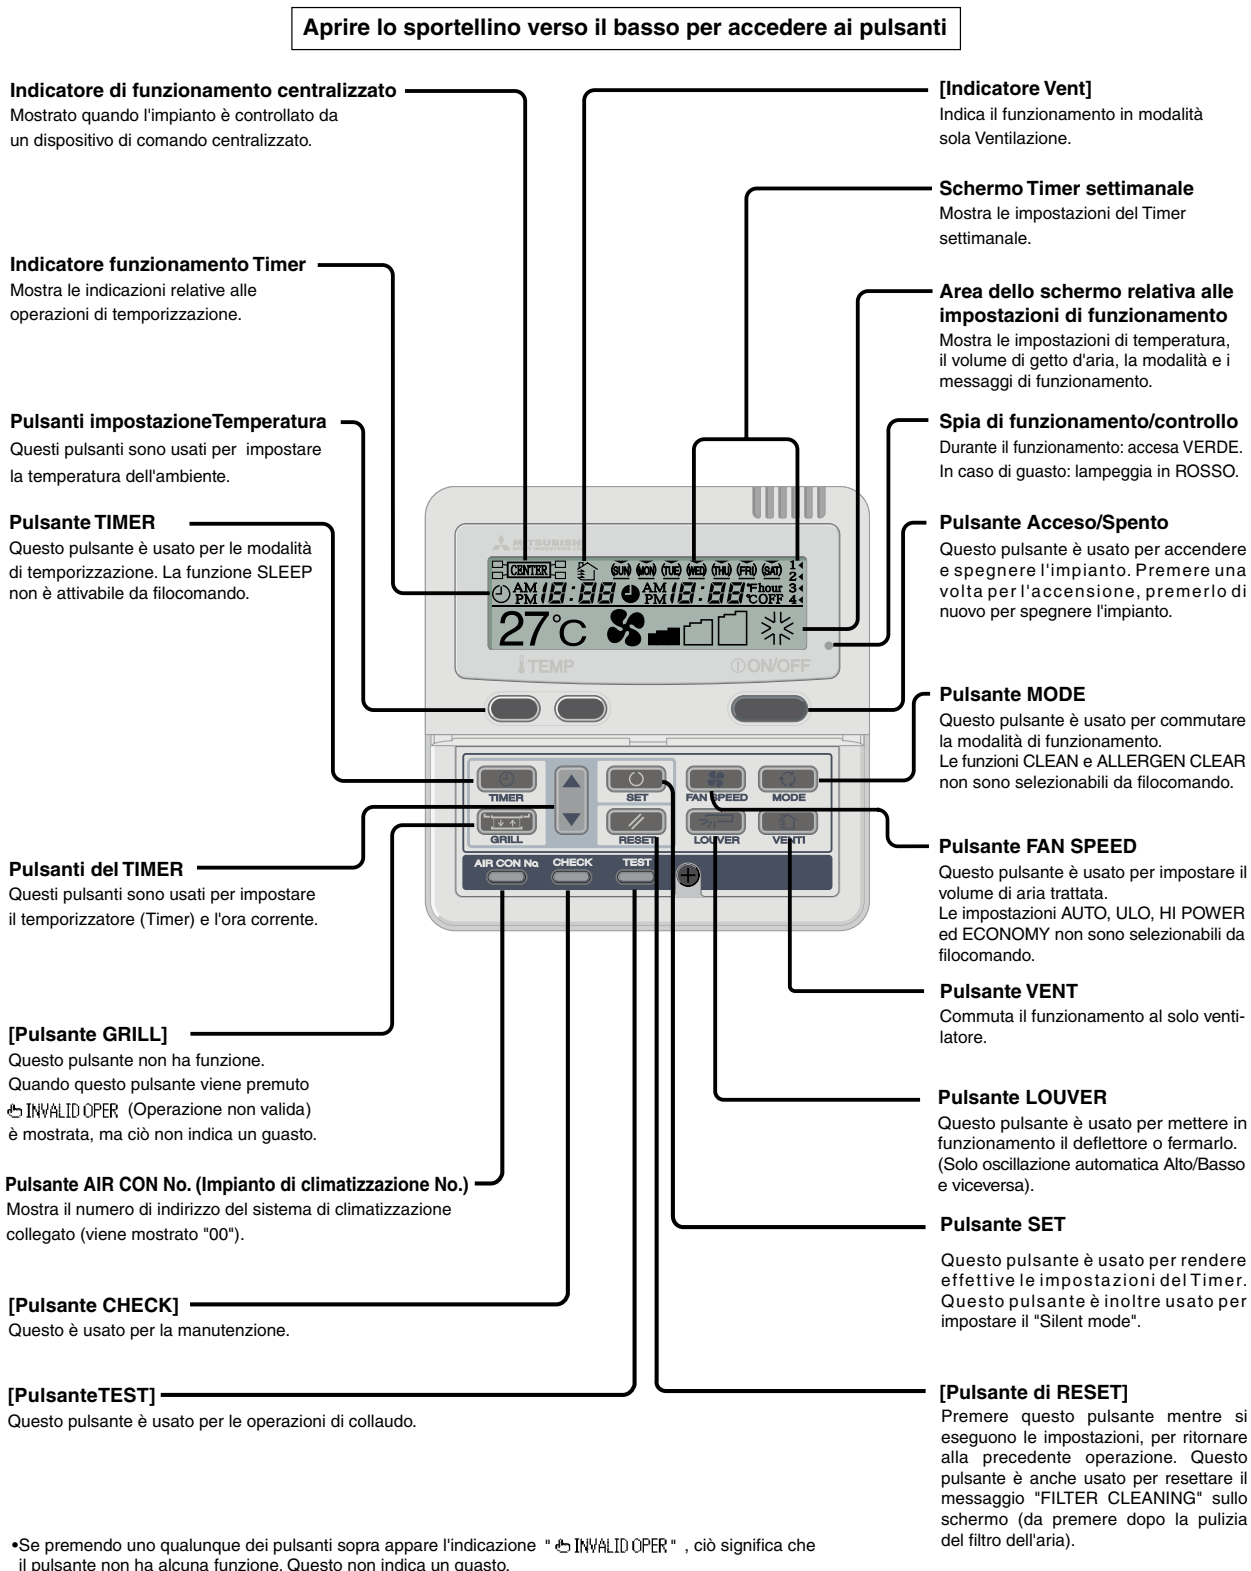 Aprire lo sportellino verso il basso per accedere ai pulsanti
Indicatore di funzionamento centralizzato
Mostrato quando l'impianto è controllato da
un dispositivo di comando centralizzato.
Indicatore funzionamento Timer
Mostra le indicazioni relative alle
operazioni di temporizzazione.
Pulsanti impostazioneTemperatura
Questi pulsanti sono usati per impostare
la temperatura dell'ambiente.
Pulsante TIMER
Questo pulsante è usato per le modalità
di temporizzazione. La funzione SLEEP
non è attivabile da filocomando.
Pulsanti del TIMER
Questi pulsanti sono usati per impostare
il temporizzatore (Timer) e l'ora corrente.
[Pulsante GRILL]
Questo pulsante non ha funzione.
Quando questo pulsante viene premuto
INVALID OPER (Operazione non valida)
è mostrata, ma ciò non indica un guasto.
Pulsante AIR CON No. (Impianto di climatizzazione No.)
Mostra il numero di indirizzo del sistema di climatizzazione
collegato (viene mostrato "00").
[Pulsante CHECK]
Questo è usato per la manutenzione.
[PulsanteTEST]
Questo pulsante è usato per le operazioni di collaudo.
MITSUBISHI
CENTER
SUN MON TUE WED THU FRI SAT
1
2
AM
PM
18:88
AM
PM
18:88
°F hour 3
°C OFF 4
27°C
TEMP
ON/OFF
TIMER
SET
FAN SPEED
MODE
GRILL
RESET
LOUVER
VENTI
AIR CON No.
CHECK
TEST
[Indicatore Vent]
Indica il funzionamento in modalità
sola Ventilazione.
Schermo Timer settimanale
Mostra le impostazioni del Timer
settimanale.
Area dello schermo relativa alle
impostazioni di funzionamento
Mostra le impostazioni di temperatura,
il volume di getto d'aria, la modalità e i
messaggi di funzionamento.
Spia di funzionamento/controllo
Durante il funzionamento: accesa VERDE.
In caso di guasto: lampeggia in ROSSO.
Pulsante Acceso/Spento
Questo pulsante è usato per accendere
e spegnere l'impianto. Premere una
volta per l'accensione, premerlo di
nuovo per spegnere l'impianto.
Pulsante MODE
Questo pulsante è usato per commutare
la modalità di funzionamento.
Le funzioni CLEAN e ALLERGEN CLEAR
non sono selezionabili da filocomando.
Pulsante FAN SPEED
Questo pulsante è usato per impostare il
volume di aria trattata.
Le impostazioni AUTO, ULO, HI POWER
ed ECONOMY non sono selezionabili da
filocomando.
Pulsante VENT
Commuta il funzionamento al solo venti-
latore.
Pulsante LOUVER
Questo pulsante è usato per mettere in
funzionamento il deflettore o fermarlo.
(Solo oscillazione automatica Alto/Basso
e viceversa).
Pulsante SET
Questo pulsante è usato per rendere
effettive le impostazioni del Timer.
Questo pulsante è inoltre usato per
impostare il "Silent mode".
[Pulsante di RESET]
Premere questo pulsante mentre si
eseguono le impostazioni, per ritornare
alla precedente operazione. Questo
pulsante è anche usato per resettare il
messaggio "FILTER CLEANING" sullo
schermo (da premere dopo la pulizia
del filtro dell'aria).
•Se premendo uno qualunque dei pulsanti sopra appare l'indicazione " INVALID OPER " , ciò significa che
il pulsante non ha alcuna funzione. Questo non indica un guasto.